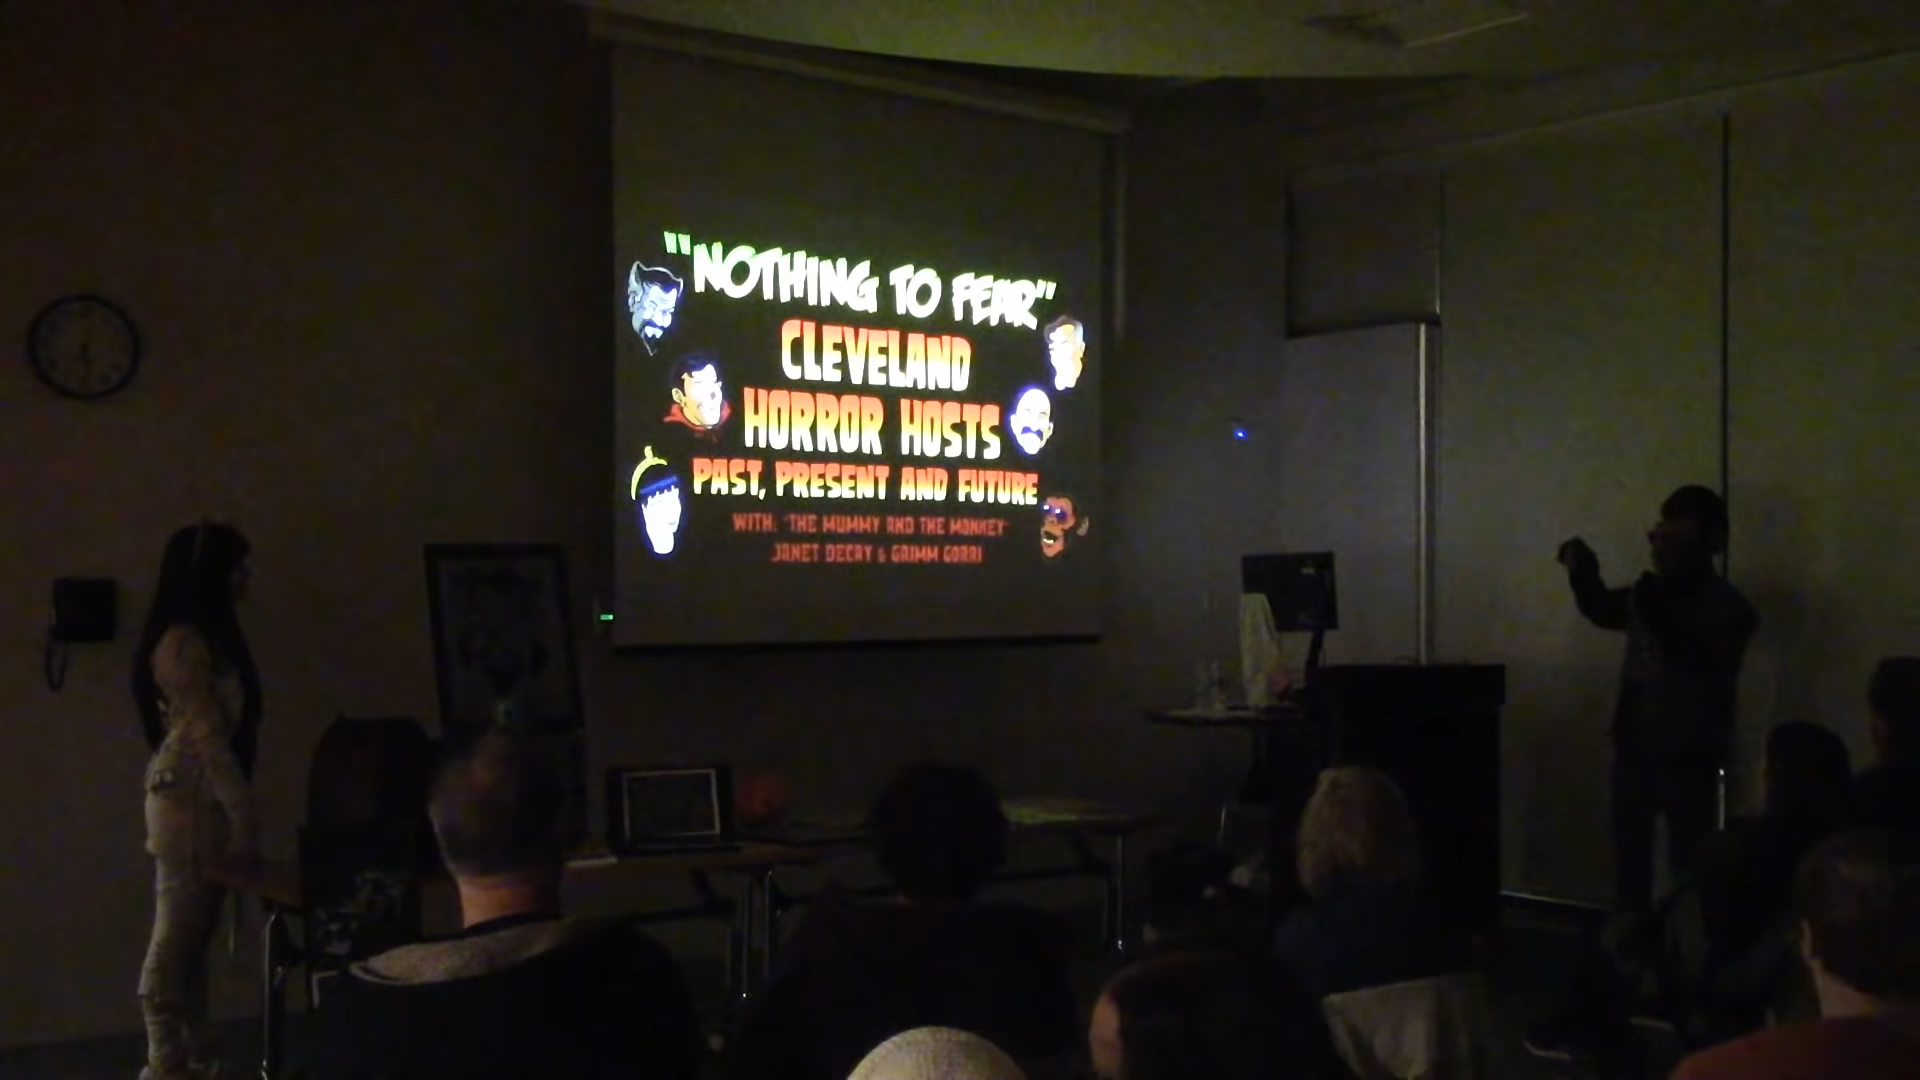 "NOTHING TO FEAR"
CLEVELAND
HORROR HOSTS
PAST, PRESENT AND FUTURE
WITH: "THE MUMMY AND THE MONKEY"
JANET DECAY & GRIMM GORRI